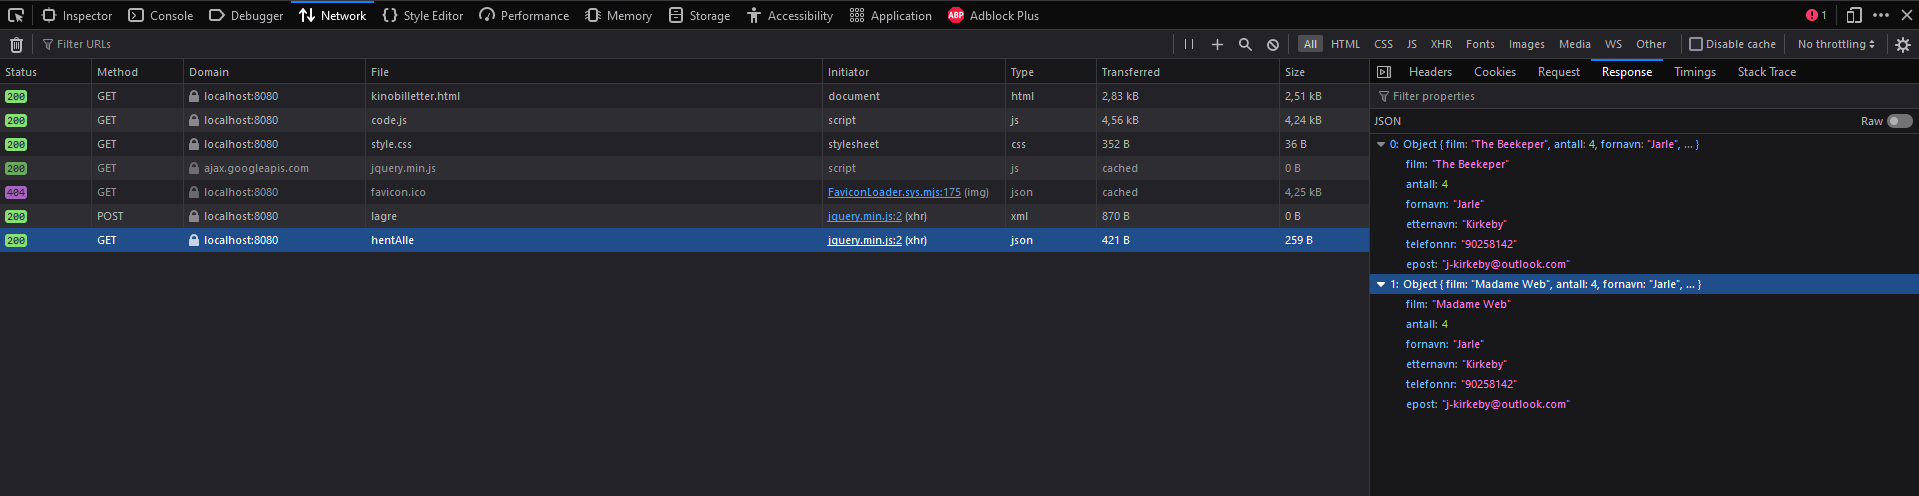 Inspector Console Debugger Network Style Editor Performance Memory Storage Accessibility Application ABP Adblock Plus 1
Filter URLs All HTML CSS JS XHR Fonts Images Media WS Other Disable cache No throttling
Status Method Domain File Initiator Type Transferred Size
200 GET localhost:8080 kinobilletter.html document html 2,83 kB 2,51 kB
200 GET localhost:8080 code.js script js 4,56 kB 4,24 kB
200 GET localhost:8080 style.css stylesheet css 352 B 36 B
200 GET ajax.googleapis.com jquery.min.js script js cached 0 B
404 GET localhost:8080 favicon.ico FaviconLoader.sys.mjs:175 (img) json cached 4,25 kB
200 POST localhost:8080 lagre jquery.min.js:2 (xhr) xml 870 B 0 B
200 GET localhost:8080 hentAlle jquery.min.js:2 (xhr) json 421 B 259 B
Headers Cookies Request Response Timings Stack Trace
Filter properties
JSON Raw
0: Object { film: "The Beekeper", antall: 4, fornavn: "Jarle", … }
film: "The Beekeper"
antall: 4
fornavn: "Jarle"
etternavn: "Kirkeby"
telefonnr: "90258142"
epost: "j-kirkeby@outlook.com"
1: Object { film: "Madame Web", antall: 4, fornavn: "Jarle", … }
film: "Madame Web"
antall: 4
fornavn: "Jarle"
etternavn: "Kirkeby"
telefonnr: "90258142"
epost: "j-kirkeby@outlook.com"